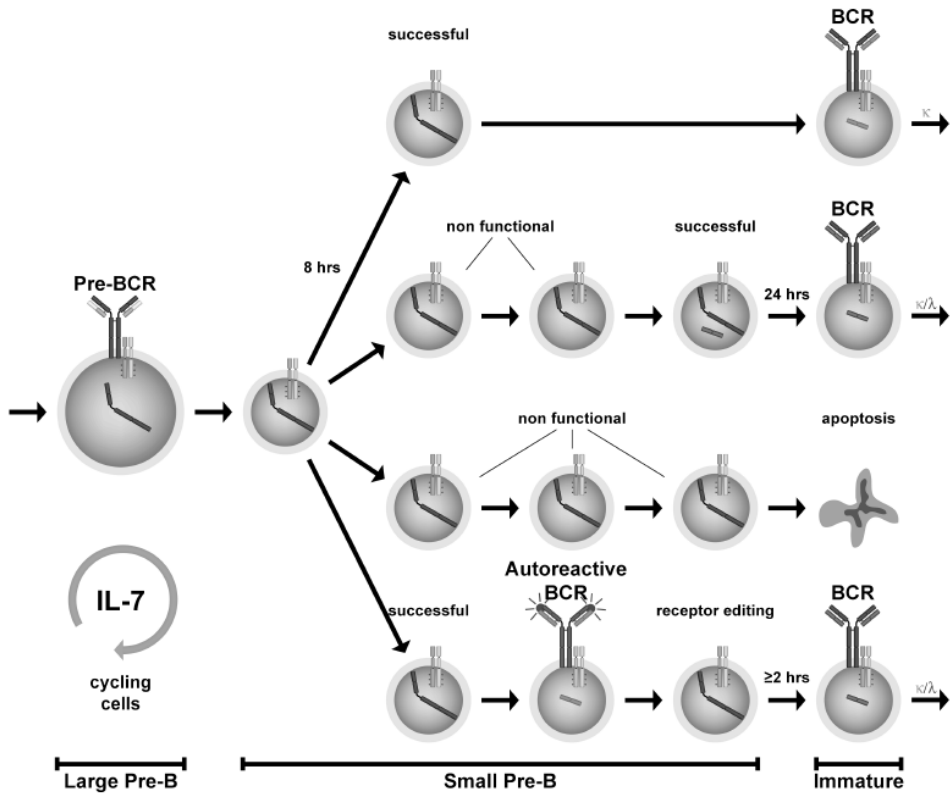 successful
BCR
κ
non functional
successful
BCR
8 hrs
24 hrs
κ/λ
Pre-BCR
non functional
apoptosis
IL-7
cycling
cells
Autoreactive
BCR
successful
receptor editing
BCR
≥2 hrs
κ/λ
Large Pre-B
Small Pre-B
Immature